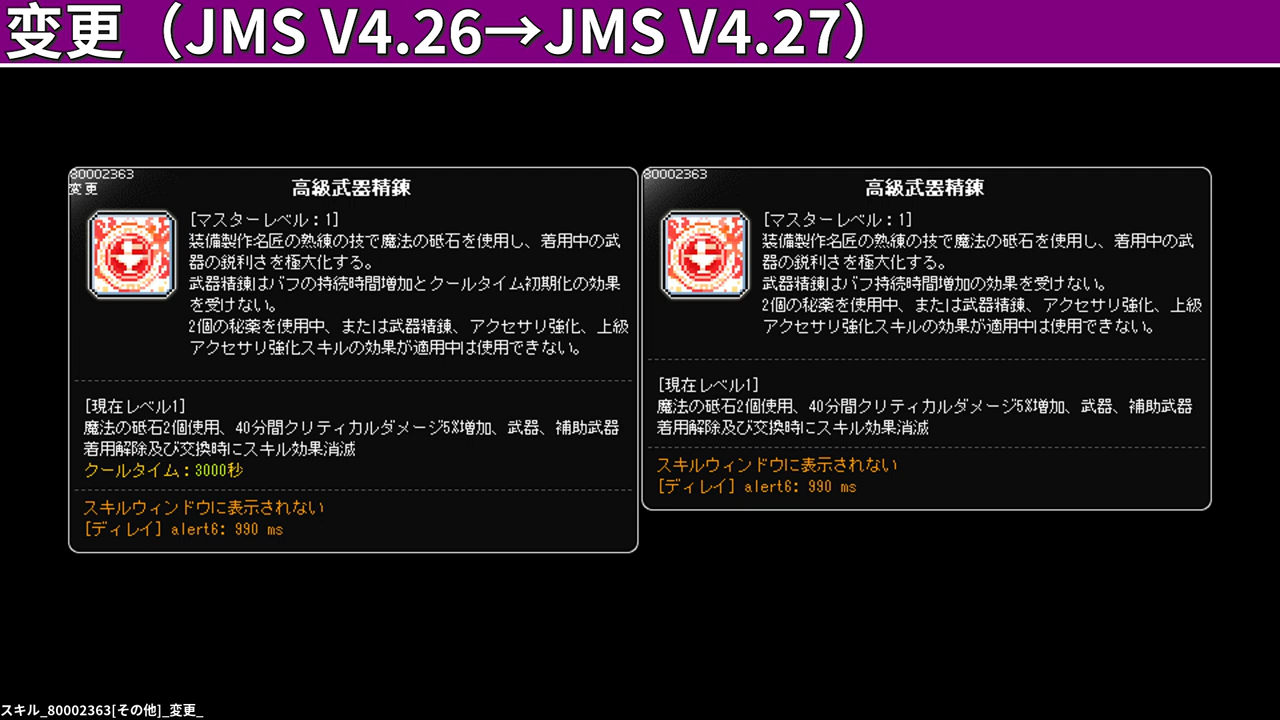 変更（JMS V4.26→JMS V4.27）
80002363
変更
高級武器精錬
[マスターレベル：1]
装備製作名匠の熟練の技で魔法の砥石を使用し、着用中の武
器の鋭利さを極大化する。
武器精錬はバフの持続時間増加とクールタイム初期化の効果
を受けない。
2個の秘薬を使用中、または武器精錬、アクセサリ強化、上級
アクセサリ強化スキルの効果が適用中は使用できない。
[現在レベル1]
魔法の砥石2個使用、40分間クリティカルダメージ5%増加、武器、補助武器
着用解除及び交換時にスキル効果消滅
クールタイム：3000秒
スキルウィンドウに表示されない
[ディレイ] alert6: 990 ms
80002363
高級武器精錬
[マスターレベル：1]
装備製作名匠の熟練の技で魔法の砥石を使用し、着用中の武
器の鋭利さを極大化する。
武器精錬はバフ持続時間増加の効果を受けない。
2個の秘薬を使用中、または武器精錬、アクセサリ強化、上級
アクセサリ強化スキルの効果が適用中は使用できない。
[現在レベル1]
魔法の砥石2個使用、40分間クリティカルダメージ5%増加、武器、補助武器
着用解除及び交換時にスキル効果消滅
スキルウィンドウに表示されない
[ディレイ] alert6: 990 ms
スキル_80002363[その他]_変更_